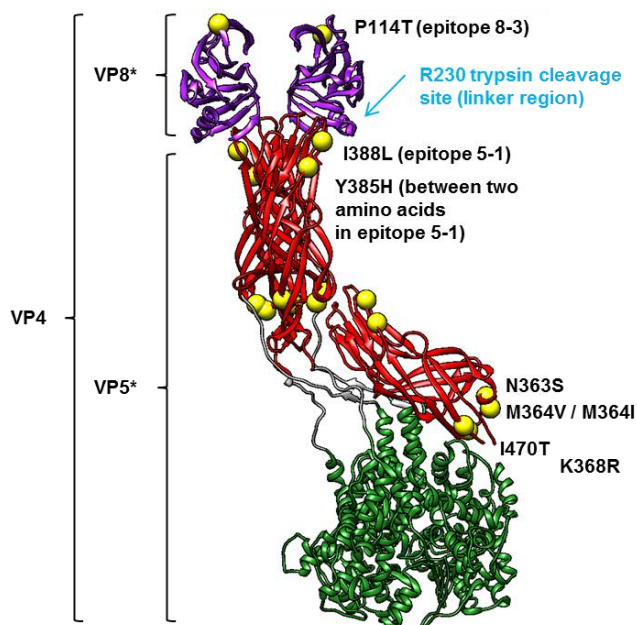 P114T (epitope 8-3)
VP8*
R230 trypsin cleavage
site (linker region)
I388L (epitope 5-1)
Y385H (between two
amino acids
in epitope 5-1)
VP4
VP5*
N363S
M364V / M364I
I470T
K368R